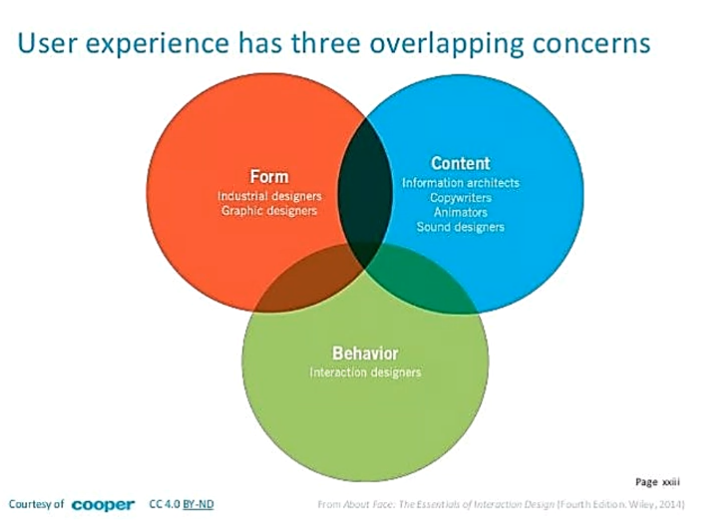 User experience has three overlapping concerns
Form
Industrial designers
Graphic designers
Content
Information architects
Copywriters
Animators
Sound designers
Behavior
Interaction designers
Page xxiii
Courtesy of cooper CC 4.0 BY-ND
From About Face: The Essentials of Interaction Design (Fourth Edition. Wiley, 2014)